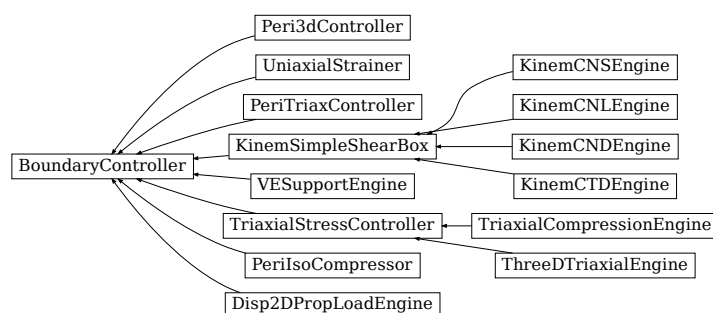 Peri3dController
UniaxialStrainer
KinemCNSEngine
PeriTriaxController
KinemCNLEngine
KinemSimpleShearBox
KinemCNDEngine
BoundaryController
VESupportEngine
KinemCTDEngine
TriaxialStressController
TriaxialCompressionEngine
PeriIsoCompressor
ThreeDTriaxialEngine
Disp2DPropLoadEngine